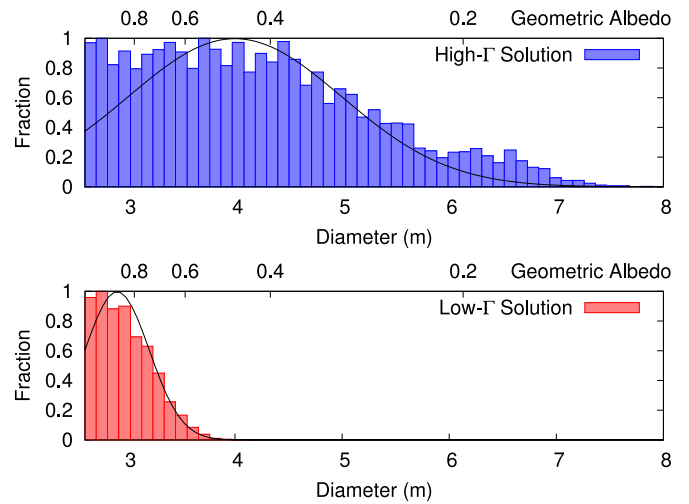 0.8 0.6 0.4 0.2 Geometric Albedo
High-Γ Solution
1
0.8
0.6
0.4
0.2
0
Fraction
3 4 5 6 7 8
Diameter (m)
0.8 0.6 0.4 0.2 Geometric Albedo
Low-Γ Solution
1
0.8
0.6
0.4
0.2
0
Fraction
3 4 5 6 7 8
Diameter (m)